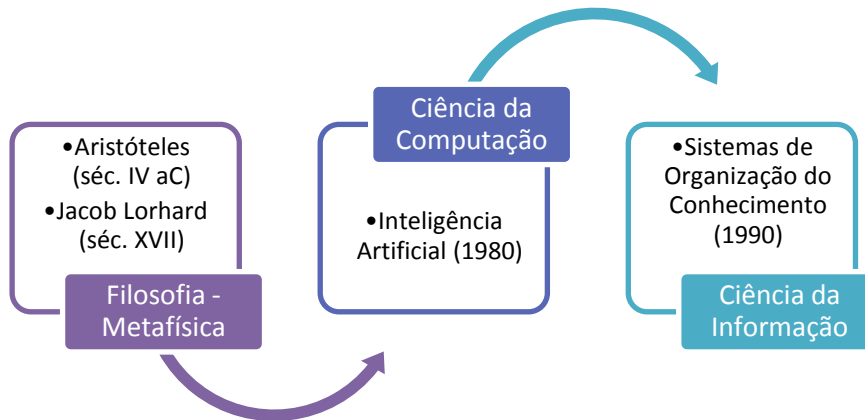 •Aristóteles
(séc. IV aC)
•Jacob Lorhard
(séc. XVII)
Filosofia -
Metafísica
Ciência da
Computação
•Inteligência
Artificial (1980)
•Sistemas de
Organização do
Conhecimento
(1990)
Ciência da
Informação